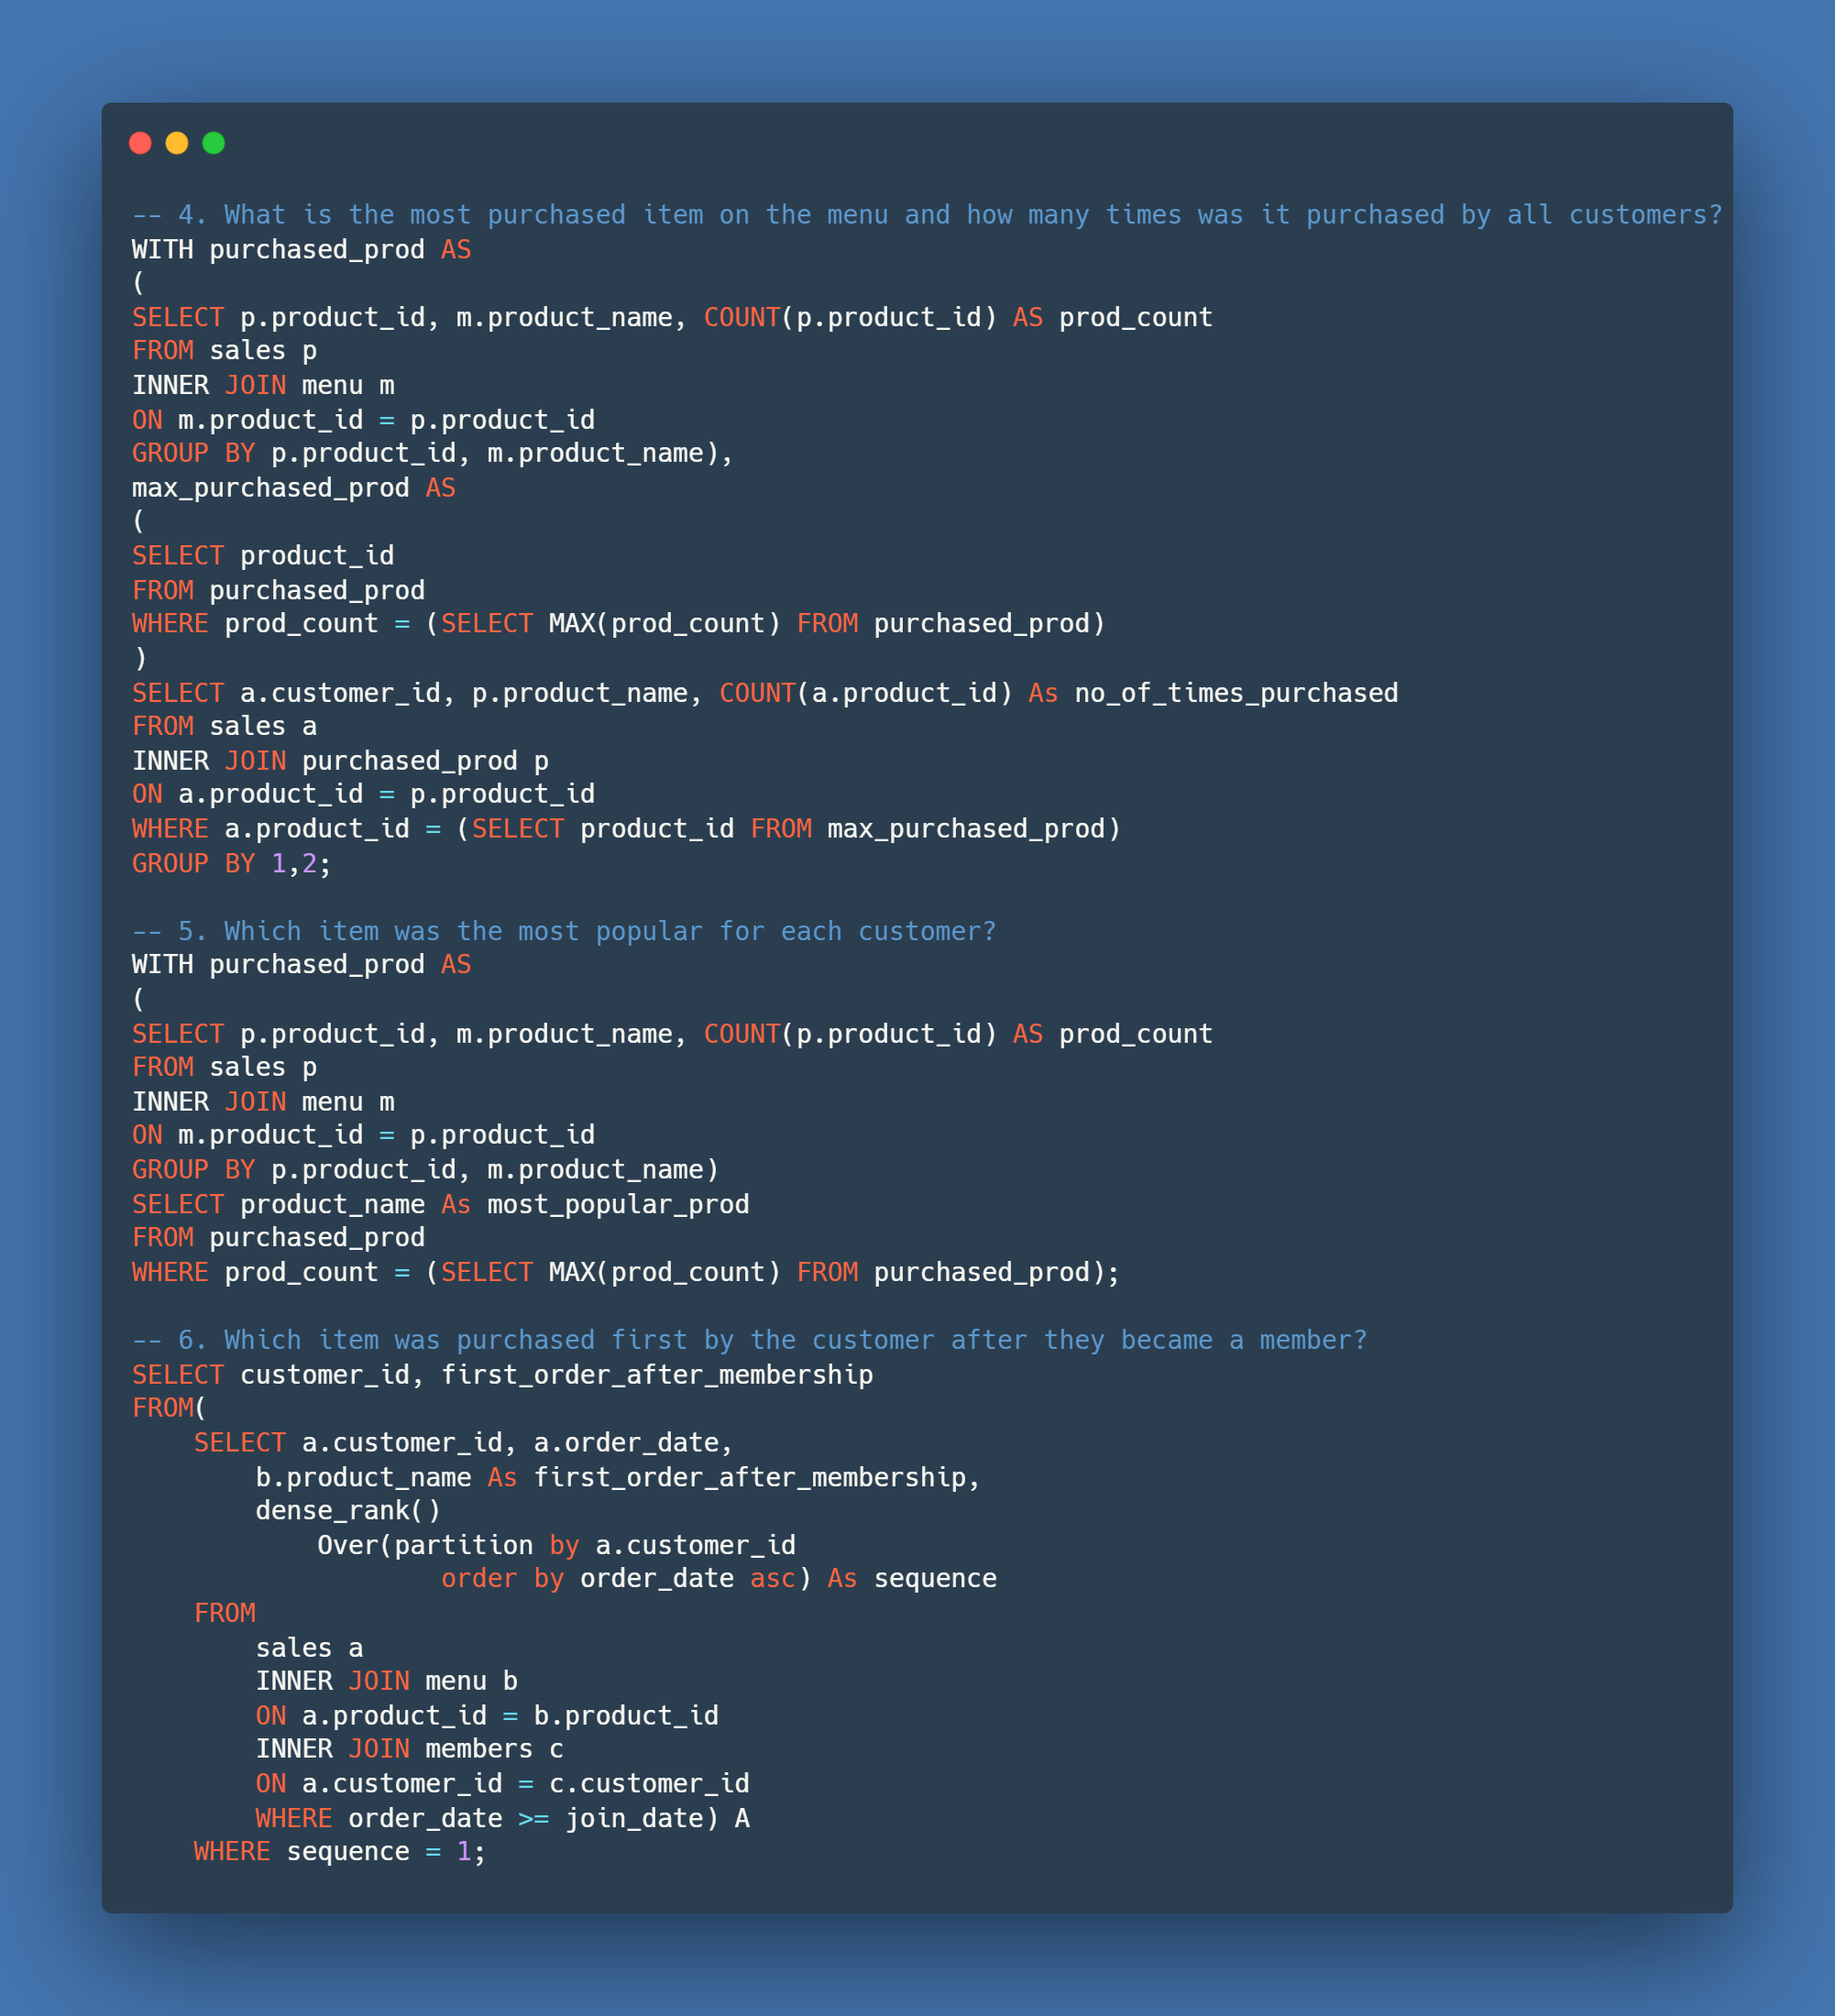 -- 4. What is the most purchased item on the menu and how many times was it purchased by all customers?
WITH purchased_prod AS
(
SELECT p.product_id, m.product_name, COUNT(p.product_id) AS prod_count
FROM sales p
INNER JOIN menu m
ON m.product_id = p.product_id
GROUP BY p.product_id, m.product_name),
max_purchased_prod AS
(
SELECT product_id
FROM purchased_prod
WHERE prod_count = (SELECT MAX(prod_count) FROM purchased_prod)
)
SELECT a.customer_id, p.product_name, COUNT(a.product_id) As no_of_times_purchased
FROM sales a
INNER JOIN purchased_prod p
ON a.product_id = p.product_id
WHERE a.product_id = (SELECT product_id FROM max_purchased_prod)
GROUP BY 1,2;

-- 5. Which item was the most popular for each customer?
WITH purchased_prod AS
(
SELECT p.product_id, m.product_name, COUNT(p.product_id) AS prod_count
FROM sales p
INNER JOIN menu m
ON m.product_id = p.product_id
GROUP BY p.product_id, m.product_name)
SELECT product_name As most_popular_prod
FROM purchased_prod
WHERE prod_count = (SELECT MAX(prod_count) FROM purchased_prod);

-- 6. Which item was purchased first by the customer after they became a member?
SELECT customer_id, first_order_after_membership
FROM(
    SELECT a.customer_id, a.order_date,
        b.product_name As first_order_after_membership,
        dense_rank()
            Over(partition by a.customer_id
                    order by order_date asc) As sequence
    FROM
        sales a
        INNER JOIN menu b
        ON a.product_id = b.product_id
        INNER JOIN members c
        ON a.customer_id = c.customer_id
        WHERE order_date >= join_date) A
    WHERE sequence = 1;